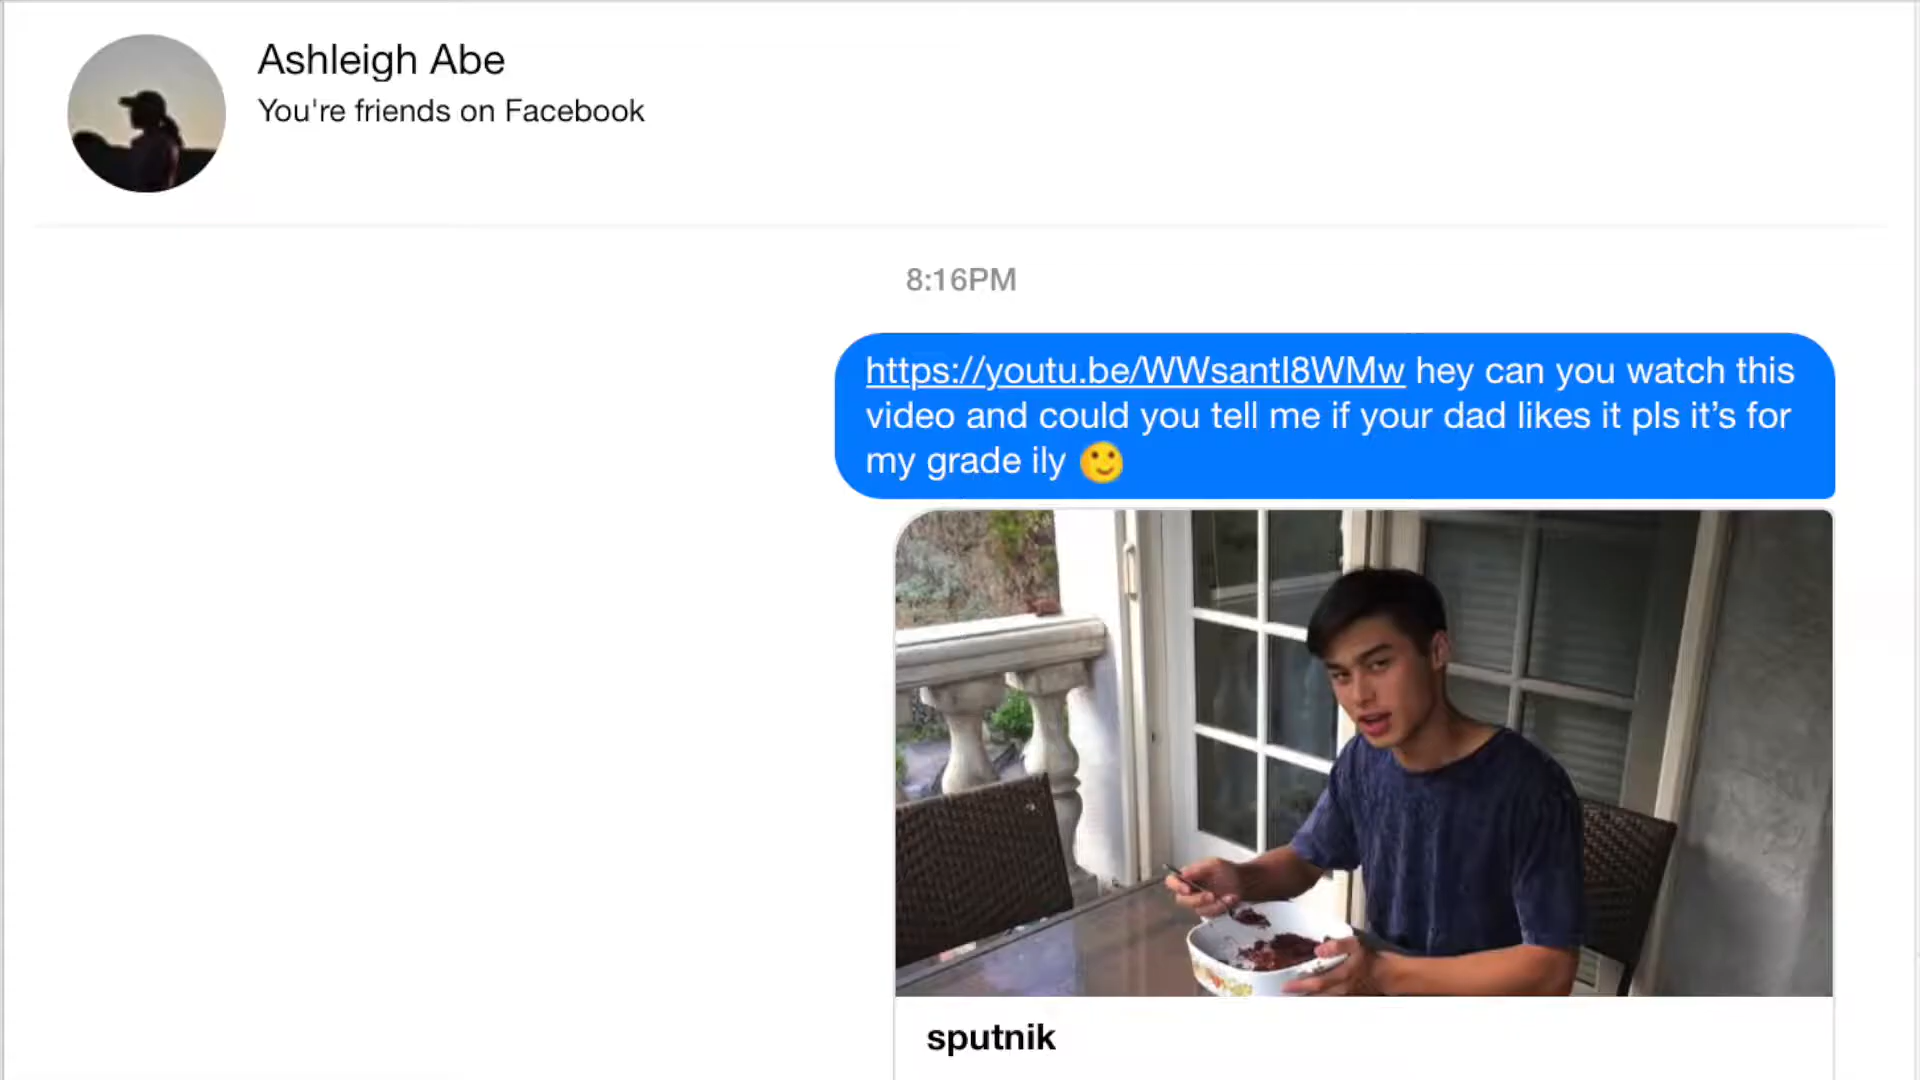 Ashleigh Abe
You're friends on Facebook
8:16PM
https://youtu.be/WWsantI8WMw hey can you watch this
video and could you tell me if your dad likes it pls it’s for
my grade ily 🙂
sputnik